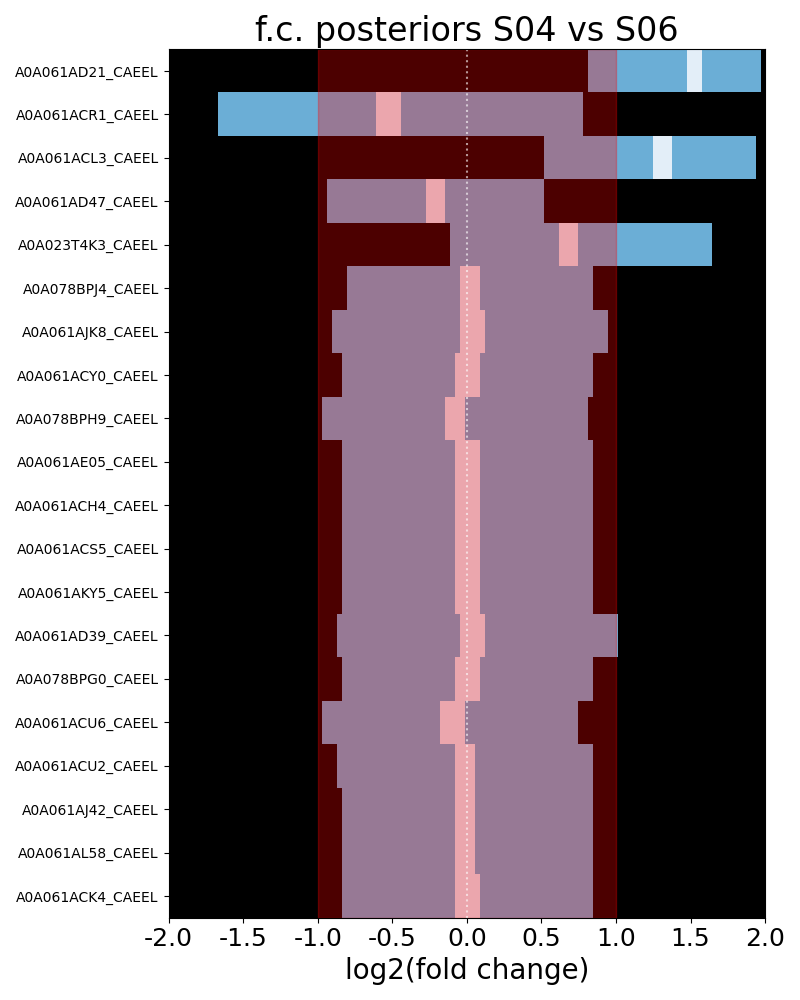 f.c. posteriors S04 vs S06
A0A061AD21_CAEEL
A0A061ACR1_CAEEL
A0A061ACL3_CAEEL
A0A061AD47_CAEEL
A0A023T4K3_CAEEL
A0A078BPJ4_CAEEL
A0A061AJK8_CAEEL
A0A061ACY0_CAEEL
A0A078BPH9_CAEEL
A0A061AE05_CAEEL
A0A061ACH4_CAEEL
A0A061ACS5_CAEEL
A0A061AKY5_CAEEL
A0A061AD39_CAEEL
A0A078BPG0_CAEEL
A0A061ACU6_CAEEL
A0A061ACU2_CAEEL
A0A061AJ42_CAEEL
A0A061AL58_CAEEL
A0A061ACK4_CAEEL
-2.0 -1.5 -1.0 -0.5 0.0 0.5 1.0 1.5 2.0
log2(fold change)